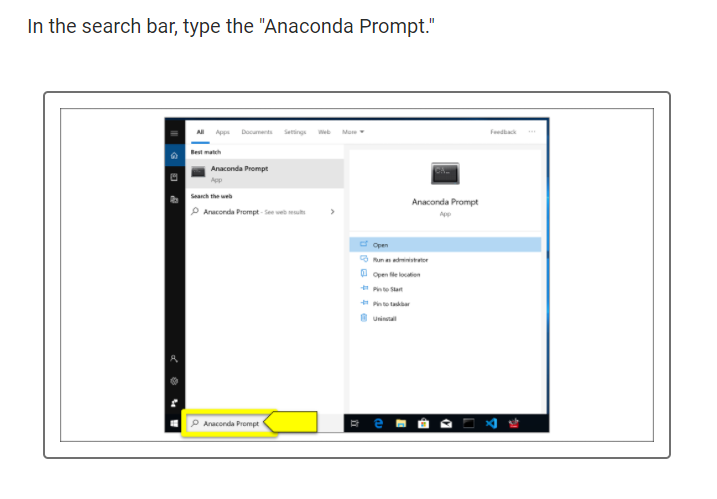 In the search bar, type the "Anaconda Prompt."
All Apps Documents Settings Web More Feedback ...
Best match
Anaconda Prompt
App
Search the web
Anaconda Prompt - See web results
Anaconda Prompt
App
Open
Run as administrator
Open file location
Pin to Start
Pin to taskbar
Uninstall
Anaconda Prompt